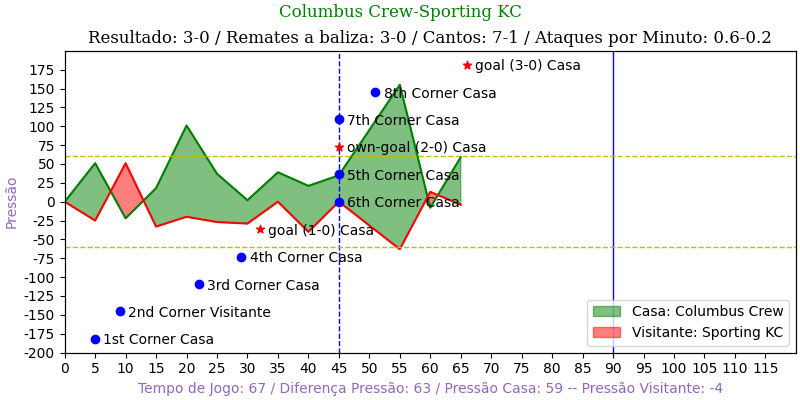 Columbus Crew-Sporting KC
Resultado: 3-0 / Remates a baliza: 3-0 / Cantos: 7-1 / Ataques por Minuto: 0.6-0.2
Pressão
175
150
125
100
75
50
25
0
-25
-50
-75
-100
-125
-150
-175
-200
goal (3-0) Casa
8th Corner Casa
7th Corner Casa
own-goal (2-0) Casa
5th Corner Casa
6th Corner Casa
goal (1-0) Casa
4th Corner Casa
3rd Corner Casa
2nd Corner Visitante
1st Corner Casa
Casa: Columbus Crew
Visitante: Sporting KC
0 5 10 15 20 25 30 35 40 45 50 55 60 65 70 75 80 85 90 95 100 105 110 115
Tempo de Jogo: 67 / Diferença Pressão: 63 / Pressão Casa: 59 -- Pressão Visitante: -4